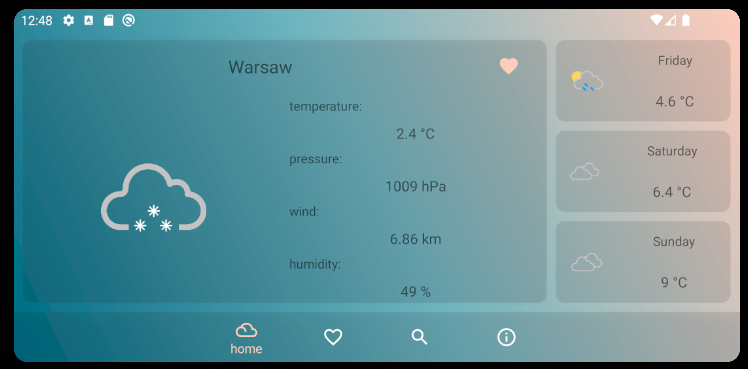 12:48
Warsaw
temperature:
2.4 °C
pressure:
1009 hPa
wind:
6.86 km
humidity:
49 %
Friday
4.6 °C
Saturday
6.4 °C
Sunday
9 °C
home